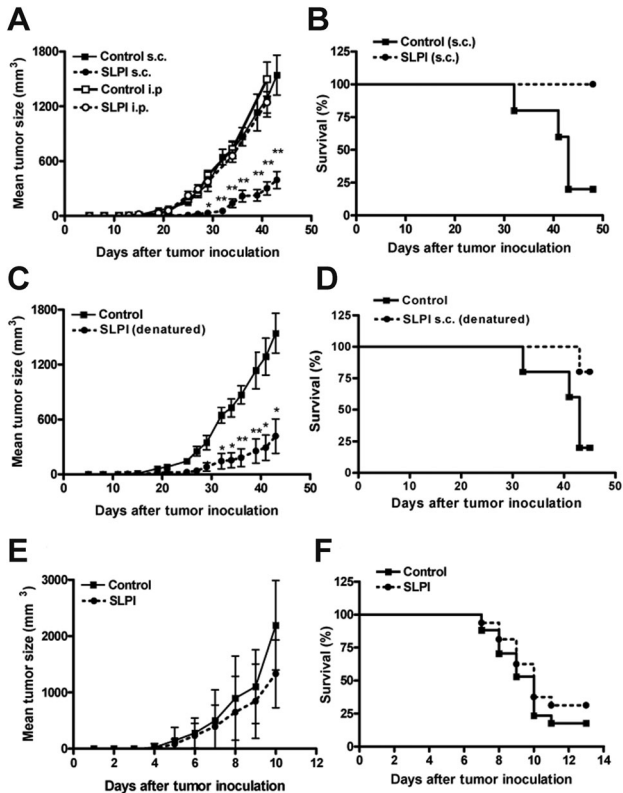 A
Mean tumor size (mm3)
1800
1200
600
0
Control s.c.
SLPI s.c.
Control i.p
SLPI i.p.
* ** ** ** ** ** **
0 10 20 30 40 50
Days after tumor inoculation
B
Survival (%)
125
100
75
50
25
0
Control (s.c.)
SLPI (s.c.)
0 10 20 30 40 50
Days after tumor inoculation
C
Mean tumor size (mm3)
1800
1200
600
0
Control
SLPI (denatured)
* * * ** ** * *
0 10 20 30 40 50
Days after tumor inoculation
D
Survival (%)
125
100
75
50
25
0
Control
SLPI s.c. (denatured)
0 10 20 30 40 50
Days after tumor inoculation
E
Mean tumor size (mm 3)
3000
2000
1000
0
Control
SLPI
0 2 4 6 8 10 12
Days after tumor inoculation
F
Survival (%)
125
100
75
50
25
0
Control
SLPI
0 2 4 6 8 10 12 14
Days after tumor inoculation